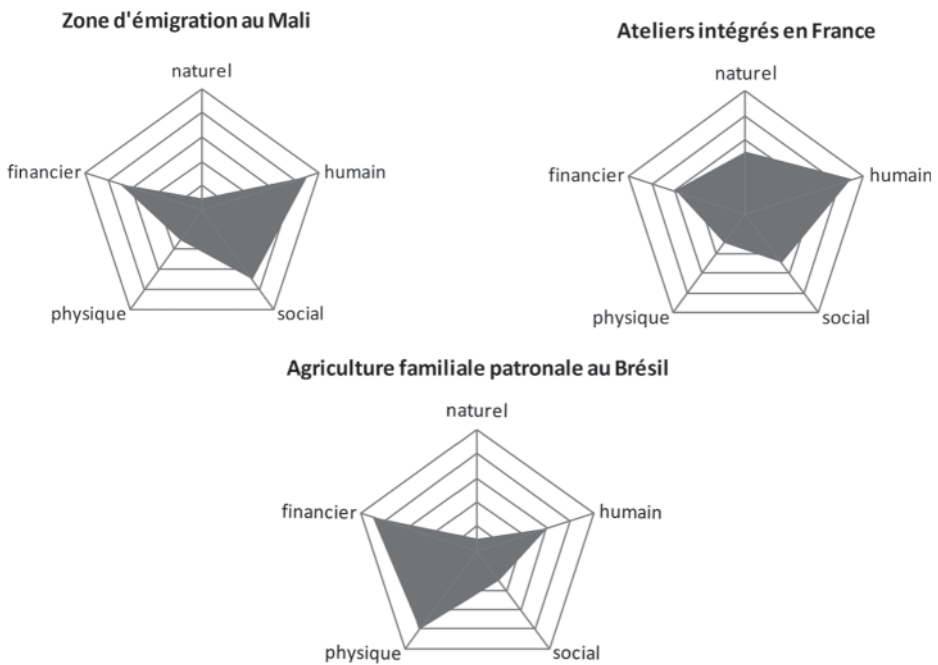 Zone d'émigration au Mali
naturel
financier
humain
physique
social
Ateliers intégrés en France
naturel
financier
humain
physique
social
Agriculture familiale patronale au Brésil
naturel
financier
humain
physique
social